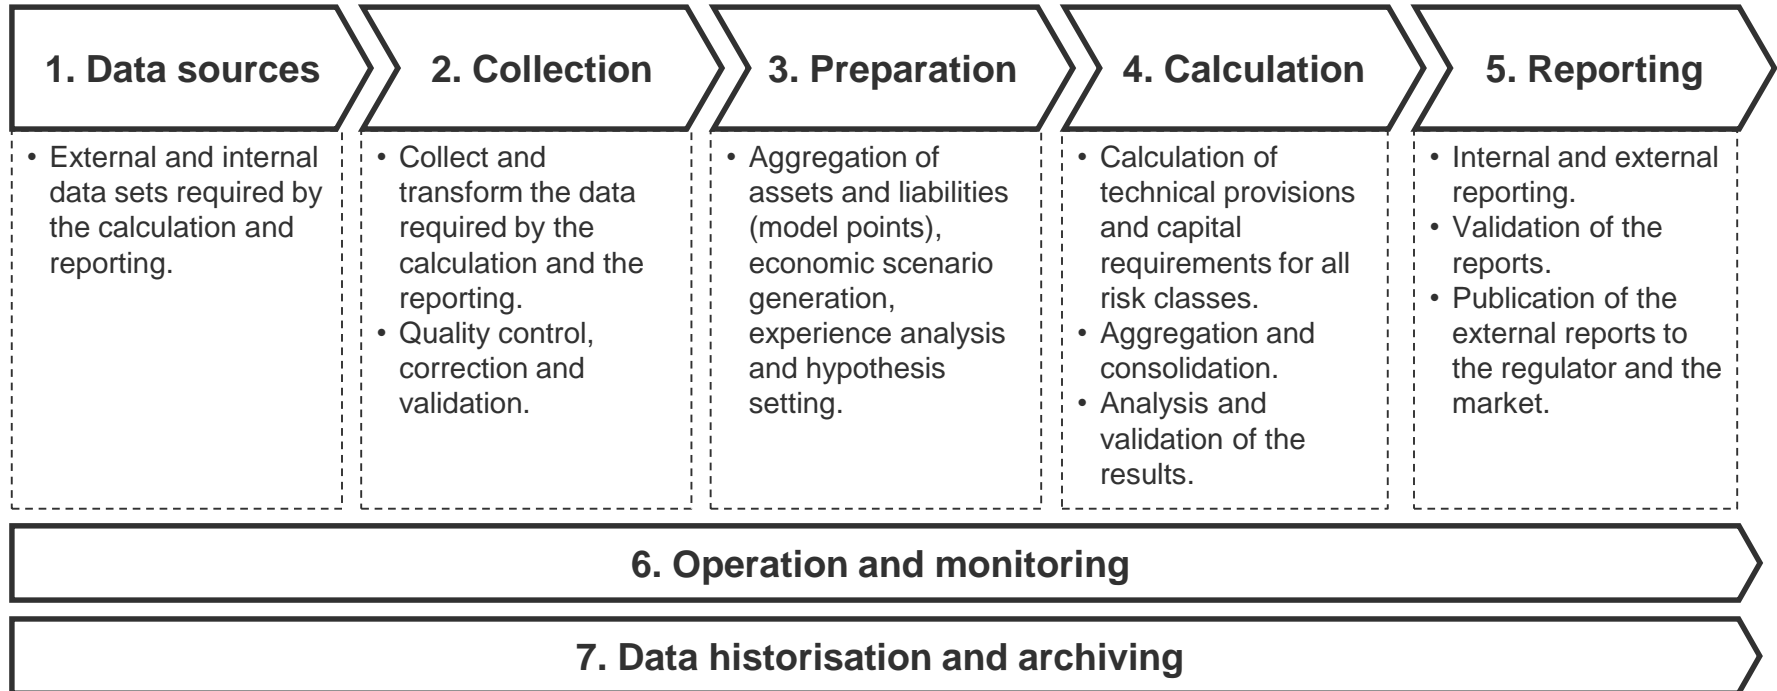 1. Data sources
2. Collection
3. Preparation
4. Calculation
5. Reporting
• External and internal
data sets required by
the calculation and
reporting.
• Collect and
transform the data
required by the
calculation and the
reporting.
• Quality control,
correction and
validation.
• Aggregation of
assets and liabilities
(model points),
economic scenario
generation,
experience analysis
and hypothesis
setting.
• Calculation of
technical provisions
and capital
requirements for all
risk classes.
• Aggregation and
consolidation.
• Analysis and
validation of the
results.
• Internal and external
reporting.
• Validation of the
reports.
• Publication of the
external reports to
the regulator and the
market.
6. Operation and monitoring
7. Data historisation and archiving